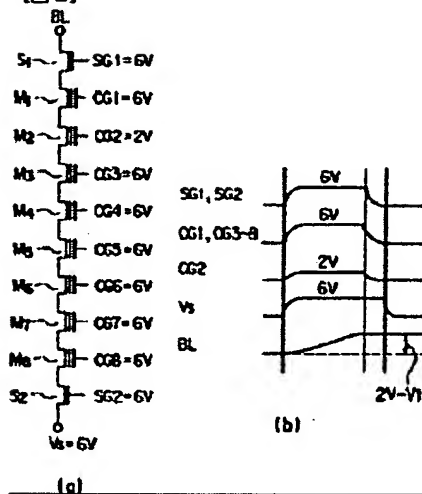 BL
S1 SG1=6V
M1 CG1=6V
M2 CG2=2V
M3 CG3=6V
M4 CG4=6V
M5 CG5=6V
M6 CG6=6V
M7 CG7=6V
M8 CG8=6V
S2 SG2=6V
Vs=6V
(a)
SG1, SG2 6V
CG1, CG3~8 6V
CG2 2V
Vs 6V
BL
2V-Vt
(b)